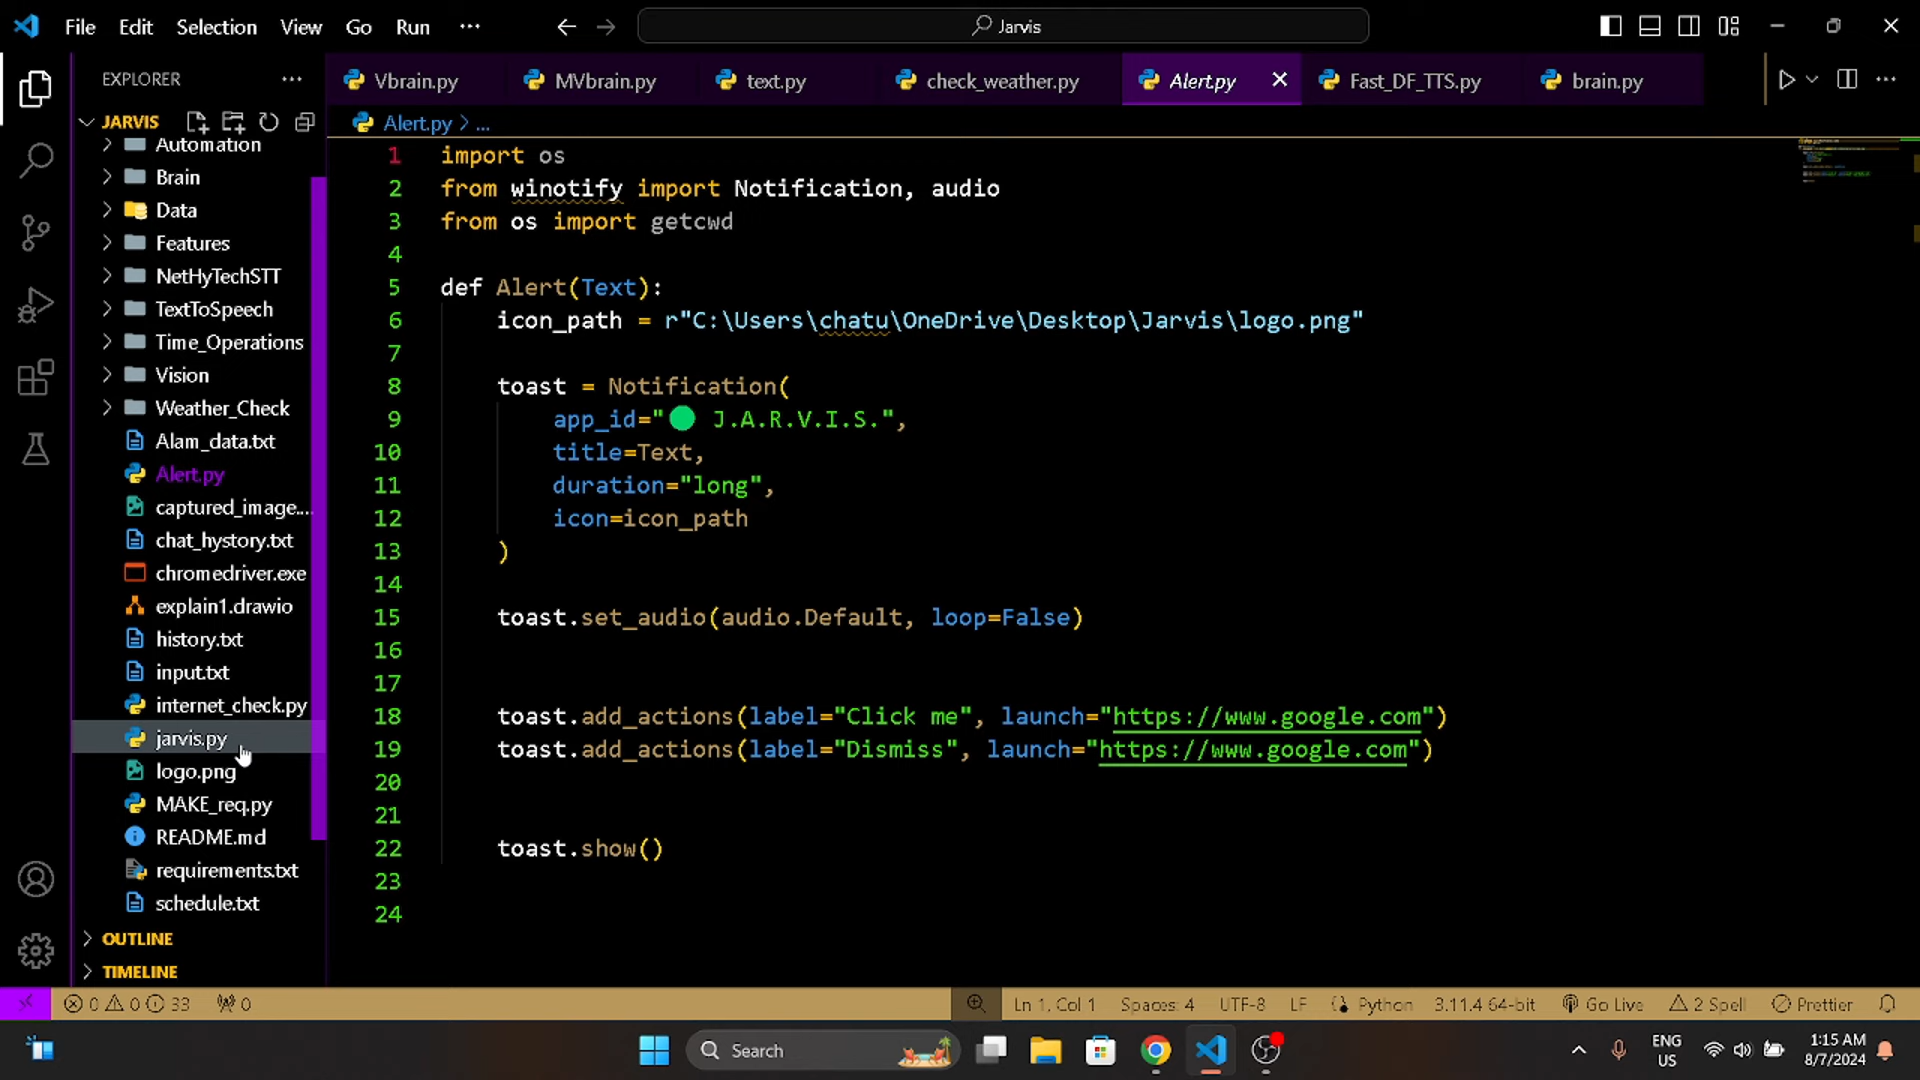 File Edit Selection View Go Run ···
Jarvis
EXPLORER
Vbrain.py MVbrain.py text.py check_weather.py Alert.py Fast_DF_TTS.py brain.py
JARVIS
Alert.py > ...
Automation
Brain
Data
Features
NetHyTechSTT
TextToSpeech
Time_Operations
Vision
Weather_Check
Alam_data.txt
Alert.py
captured_image....
chat_hystory.txt
chromedriver.exe
explain1.drawio
history.txt
input.txt
internet_check.py
jarvis.py
logo.png
MAKE_req.py
README.md
requirements.txt
schedule.txt
OUTLINE
TIMELINE
1 import os
2 from winotify import Notification, audio
3 from os import getcwd
4
5 def Alert(Text):
6 icon_path = r"C:\Users\chatu\OneDrive\Desktop\Jarvis\logo.png"
7
8 toast = Notification(
9 app_id="🟢 J.A.R.V.I.S.",
10 title=Text,
11 duration="long",
12 icon=icon_path
13 )
14
15 toast.set_audio(audio.Default, loop=False)
16
17
18 toast.add_actions(label="Click me", launch="https://www.google.com")
19 toast.add_actions(label="Dismiss", launch="https://www.google.com")
20
21
22 toast.show()
23
24
0 0 33 0 Ln 1, Col 1 Spaces: 4 UTF-8 LF Python 3.11.4 64-bit Go Live 2 Spell Prettier
Search
ENG
US
1:15 AM
8/7/2024